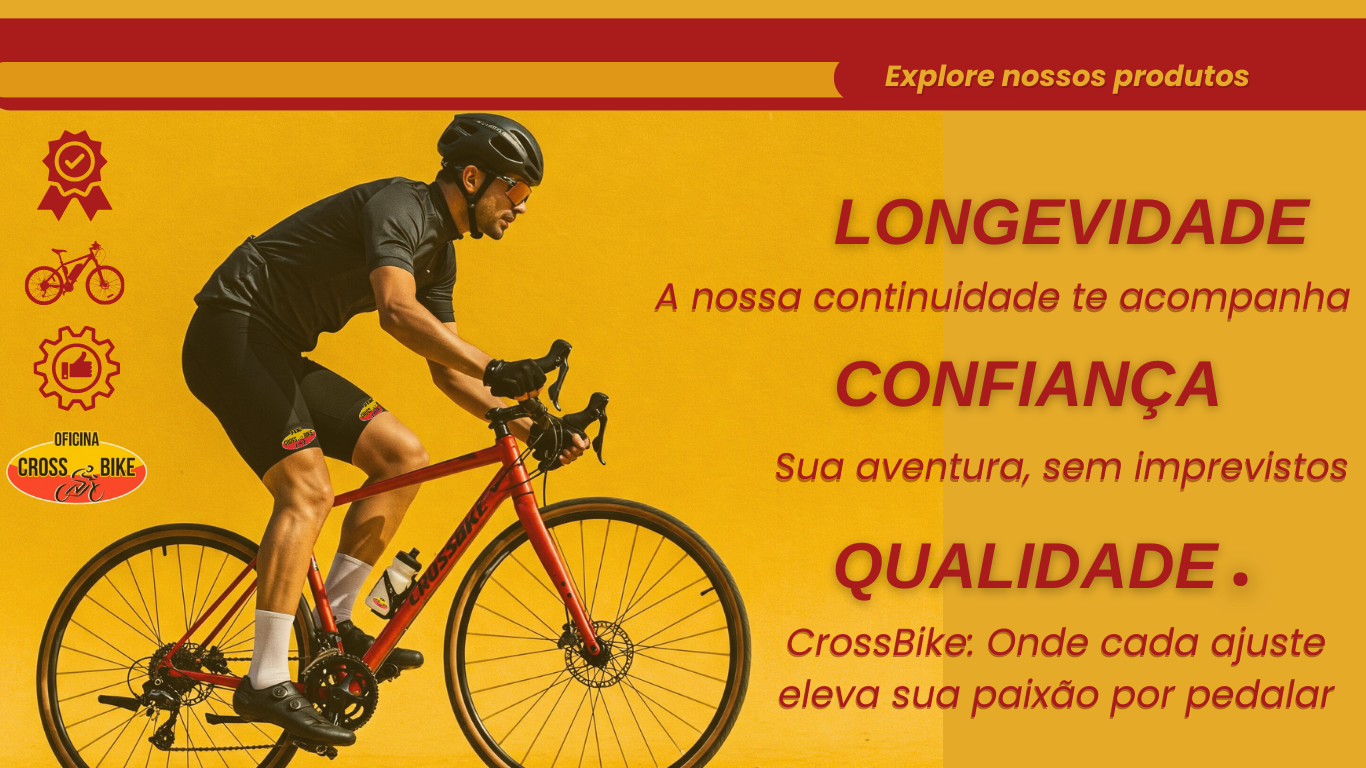 Explore nossos produtos
LONGEVIDADE
A nossa continuidade te acompanha
CONFIANÇA
Sua aventura, sem imprevistos
QUALIDADE.
CrossBike: Onde cada ajuste
eleva sua paixão por pedalar
OFICINA
CROSS BIKE
CROSSBIKE